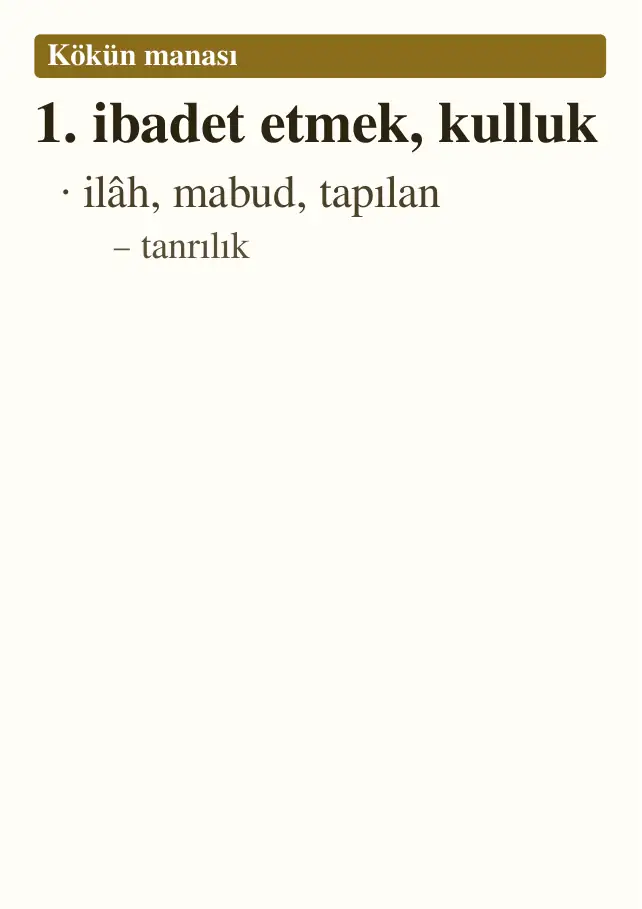 Kökün manası
1. ibadet etmek, kulluk
· ilâh, mabud, tapılan
– tanrılık